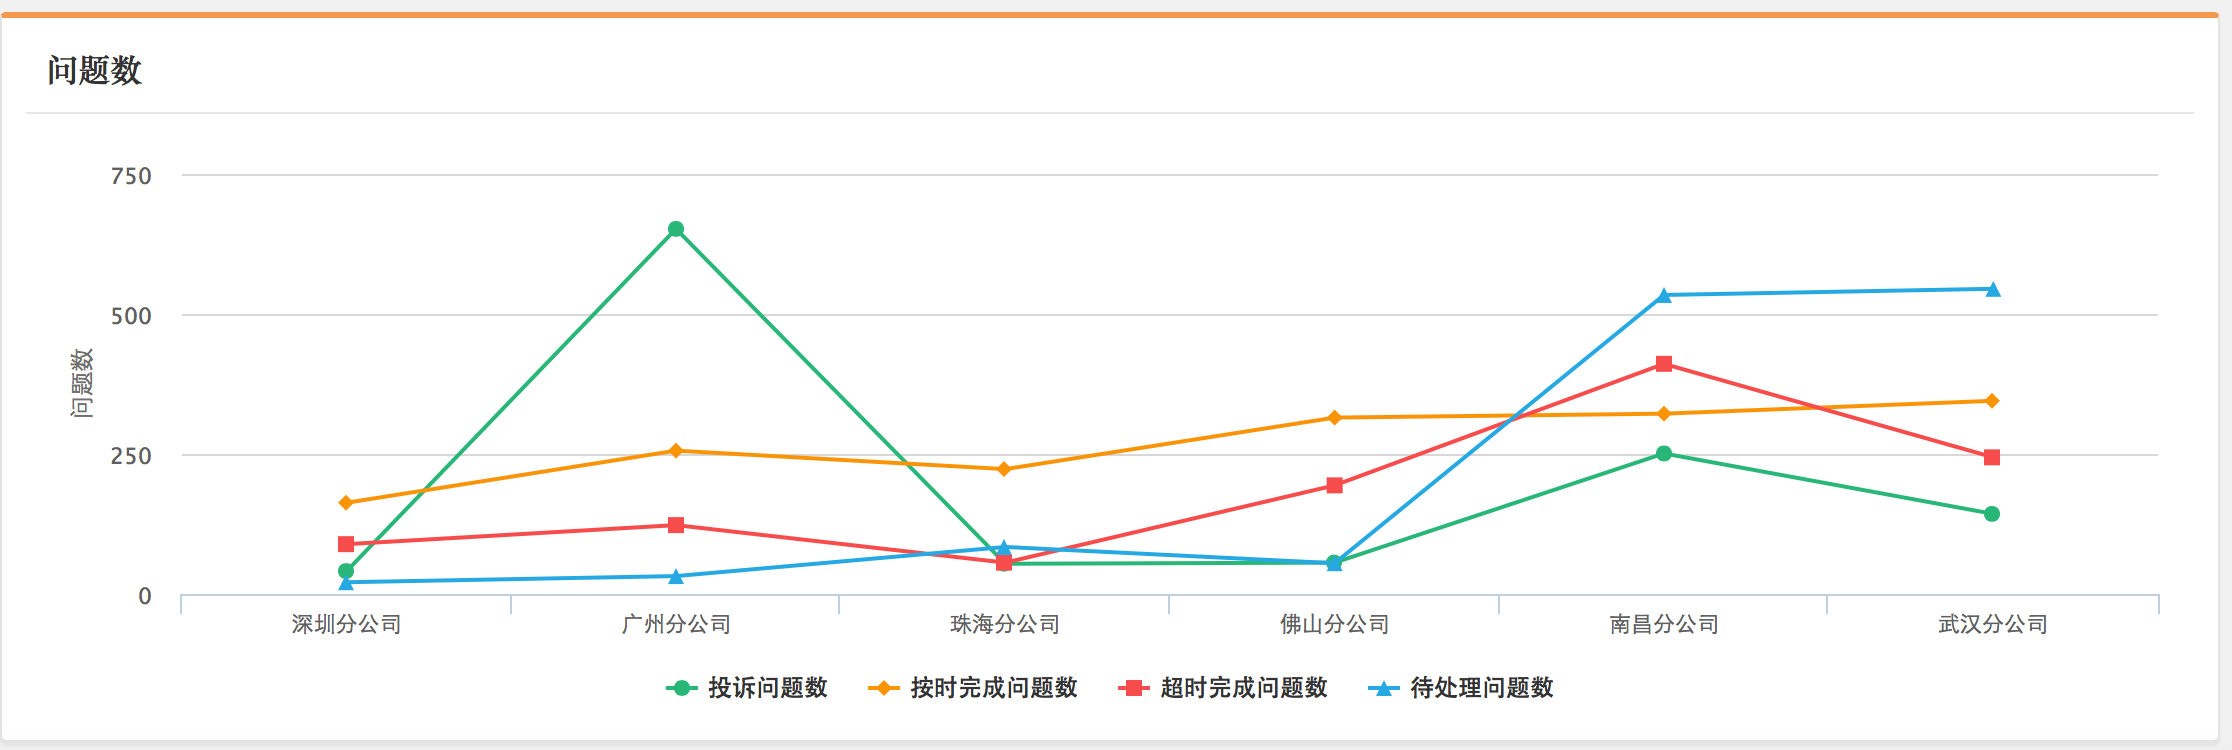 问题数
750
500
250
0
问题数
深圳分公司 广州分公司 珠海分公司 佛山分公司 南昌分公司 武汉分公司
投诉问题数 按时完成问题数 超时完成问题数 待处理问题数